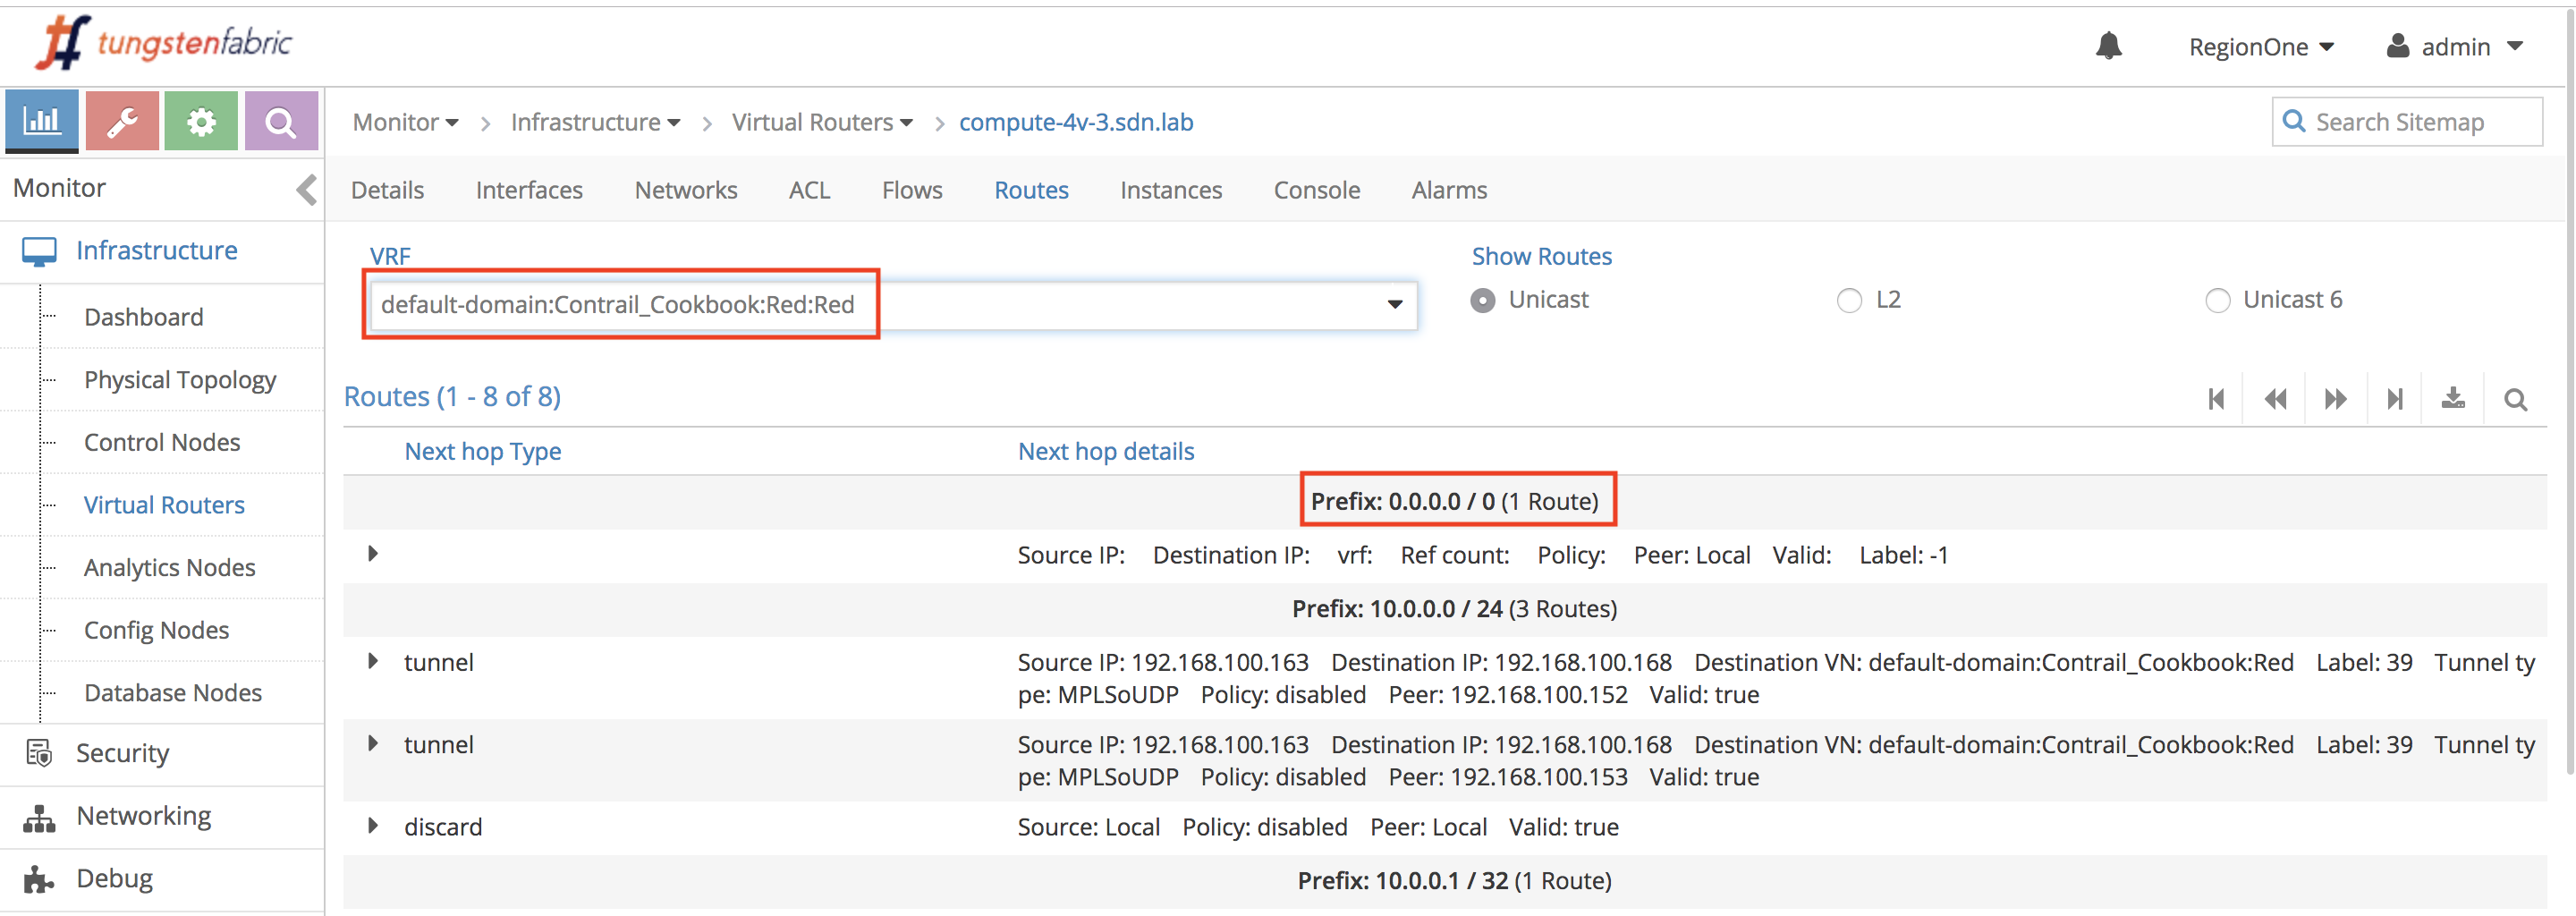 tungstenfabric
RegionOne
admin
Monitor > Infrastructure > Virtual Routers > compute-4v-3.sdn.lab
Search Sitemap
Monitor
Details Interfaces Networks ACL Flows Routes Instances Console Alarms
Infrastructure
Dashboard
Physical Topology
Control Nodes
Virtual Routers
Analytics Nodes
Config Nodes
Database Nodes
Security
Networking
Debug
VRF
default-domain:Contrail_Cookbook:Red:Red
Show Routes
Unicast L2 Unicast 6
Routes (1 - 8 of 8)
Next hop Type Next hop details
Prefix: 0.0.0.0 / 0 (1 Route)
Source IP: Destination IP: vrf: Ref count: Policy: Peer: Local Valid: Label: -1
Prefix: 10.0.0.0 / 24 (3 Routes)
tunnel Source IP: 192.168.100.163 Destination IP: 192.168.100.168 Destination VN: default-domain:Contrail_Cookbook:Red Label: 39 Tunnel ty
pe: MPLSoUDP Policy: disabled Peer: 192.168.100.152 Valid: true
tunnel Source IP: 192.168.100.163 Destination IP: 192.168.100.168 Destination VN: default-domain:Contrail_Cookbook:Red Label: 39 Tunnel ty
pe: MPLSoUDP Policy: disabled Peer: 192.168.100.153 Valid: true
discard Source: Local Policy: disabled Peer: Local Valid: true
Prefix: 10.0.0.1 / 32 (1 Route)